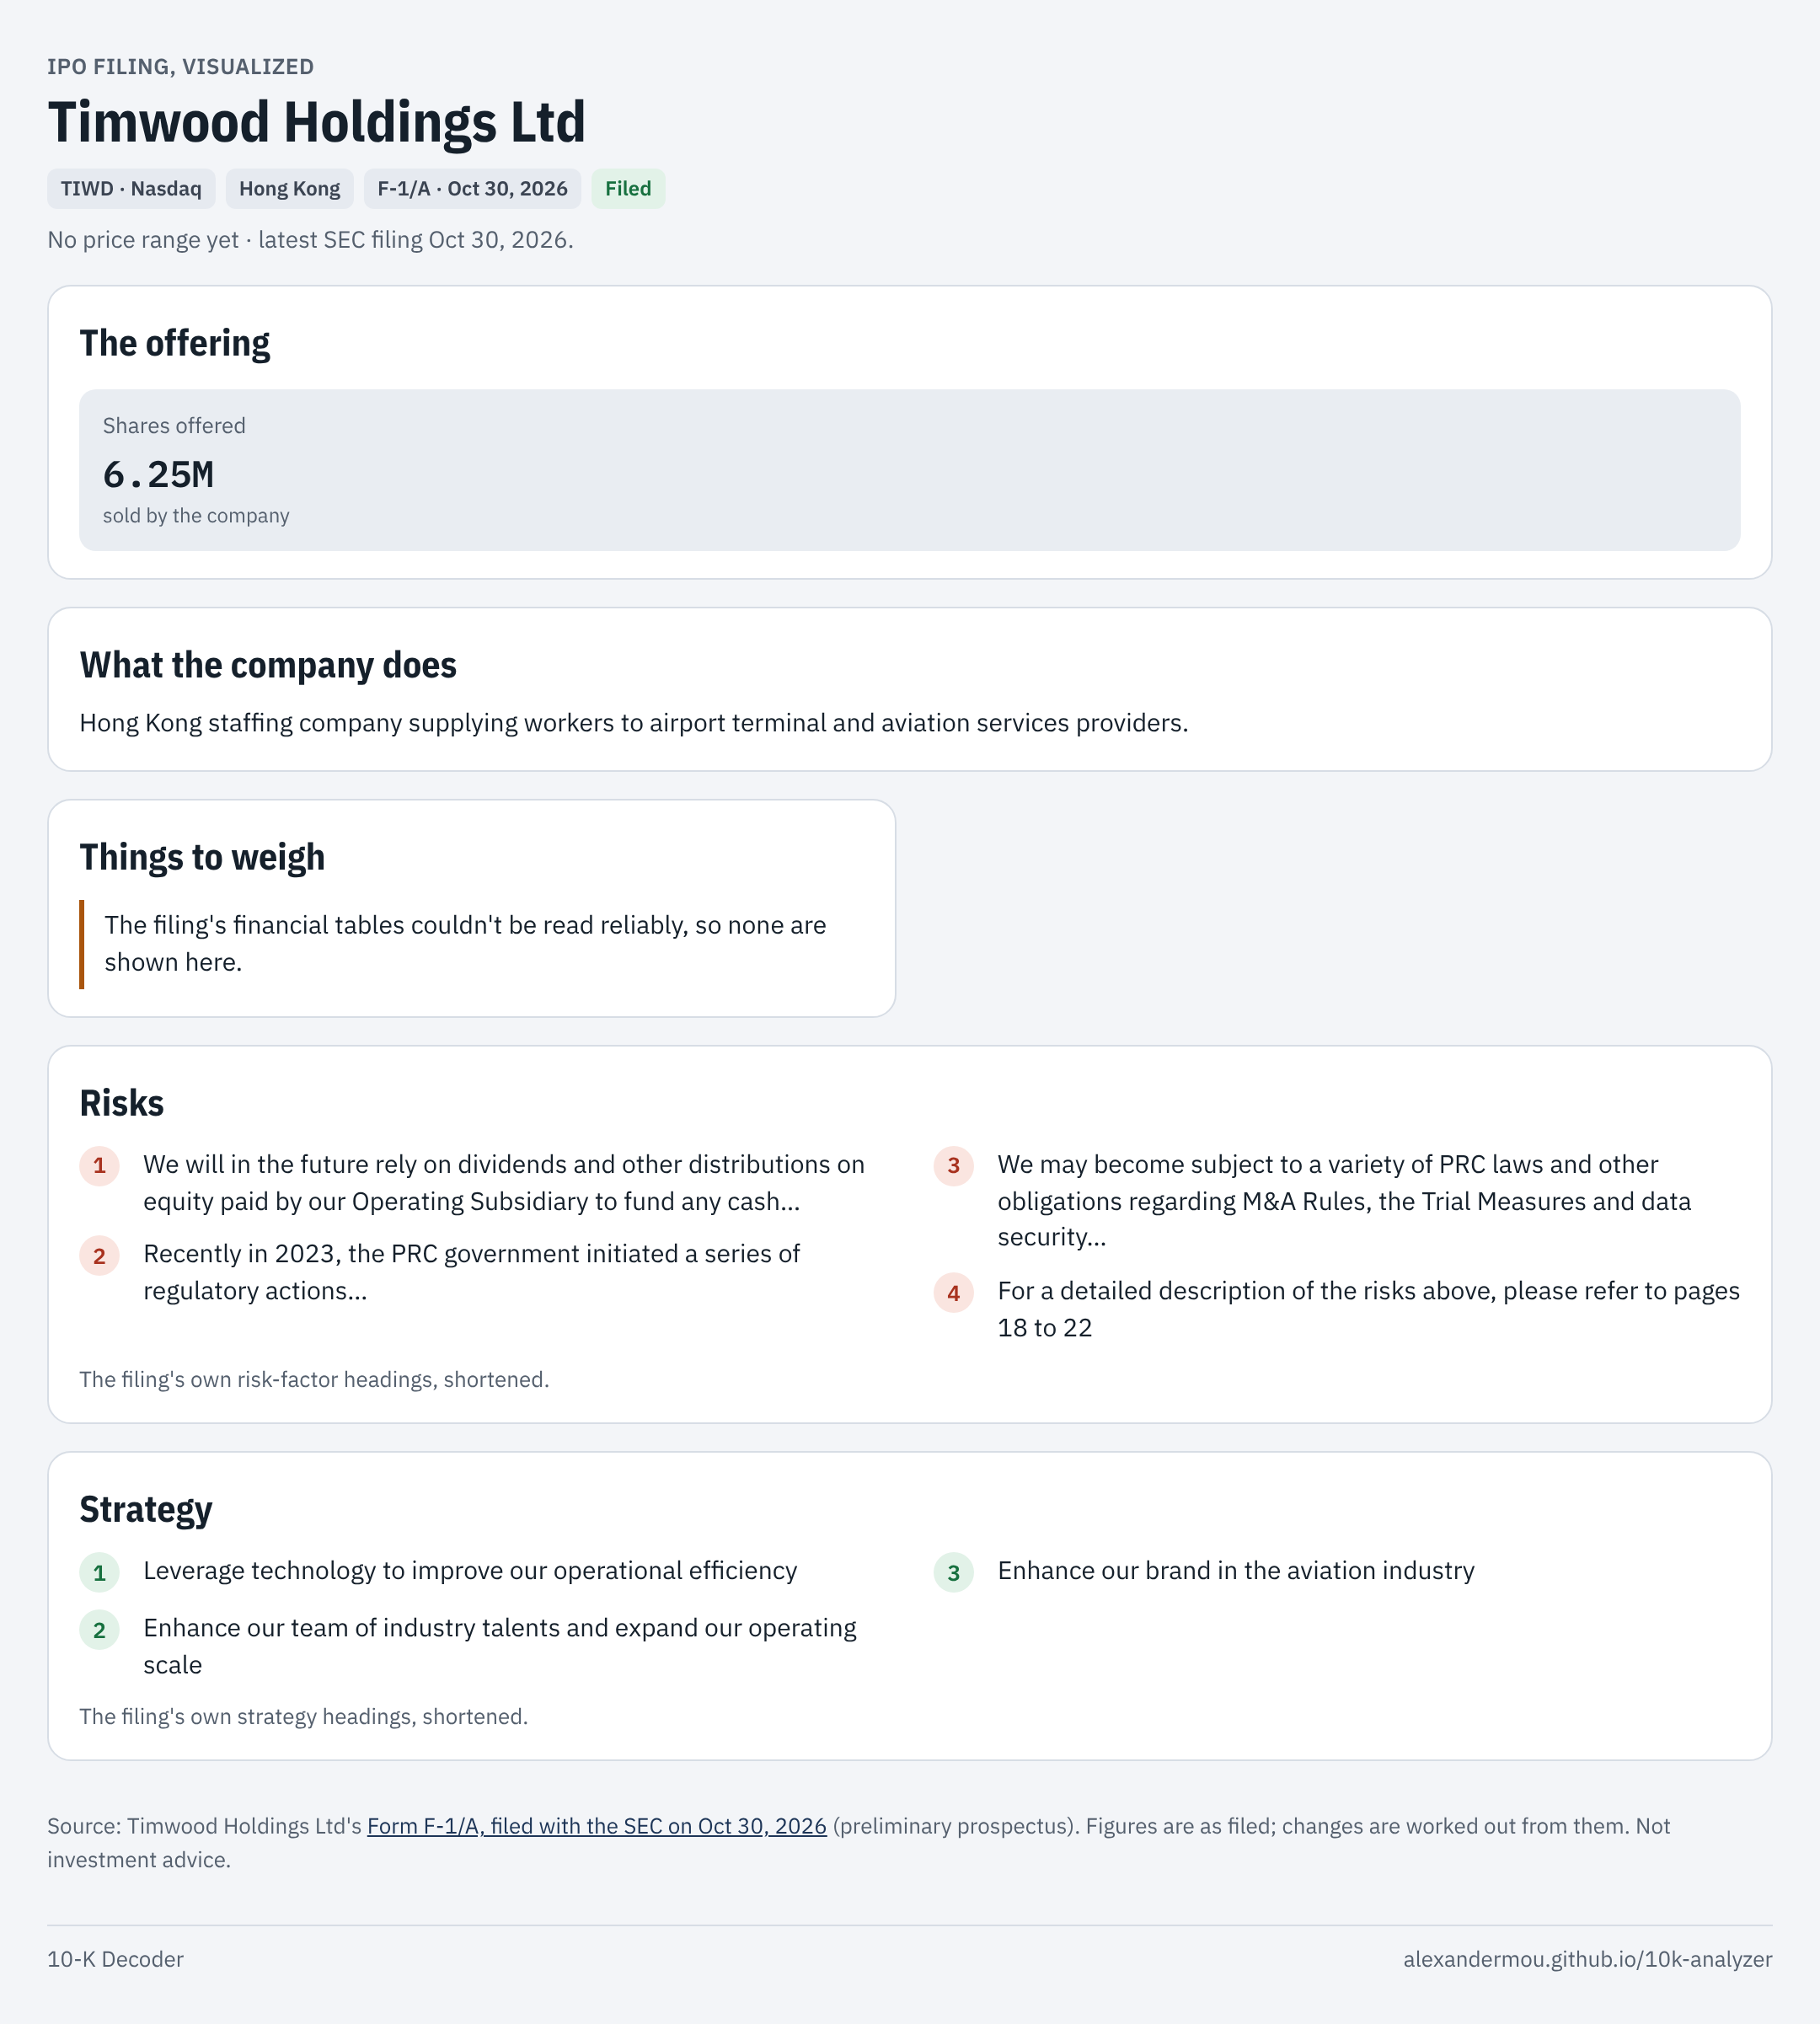 IPO FILING, VISUALIZED
Timwood Holdings Ltd
TIWD · Nasdaq
Hong Kong
F-1/A · Oct 30, 2026
Filed
No price range yet · latest SEC filing Oct 30, 2026.
The offering
Shares offered
6.25M
sold by the company
What the company does
Hong Kong staffing company supplying workers to airport terminal and aviation services providers.
Things to weigh
The filing's financial tables couldn't be read reliably, so none are
shown here.
Risks
1 We will in the future rely on dividends and other distributions on
equity paid by our Operating Subsidiary to fund any cash…
2 Recently in 2023, the PRC government initiated a series of
regulatory actions…
3 We may become subject to a variety of PRC laws and other
obligations regarding M&A Rules, the Trial Measures and data
security…
4 For a detailed description of the risks above, please refer to pages
18 to 22
The filing's own risk-factor headings, shortened.
Strategy
1 Leverage technology to improve our operational efficiency
2 Enhance our team of industry talents and expand our operating
scale
3 Enhance our brand in the aviation industry
The filing's own strategy headings, shortened.
Source: Timwood Holdings Ltd's Form F-1/A, filed with the SEC on Oct 30, 2026 (preliminary prospectus). Figures are as filed; changes are worked out from them. Not
investment advice.
10-K Decoder
alexandermou.github.io/10k-analyzer